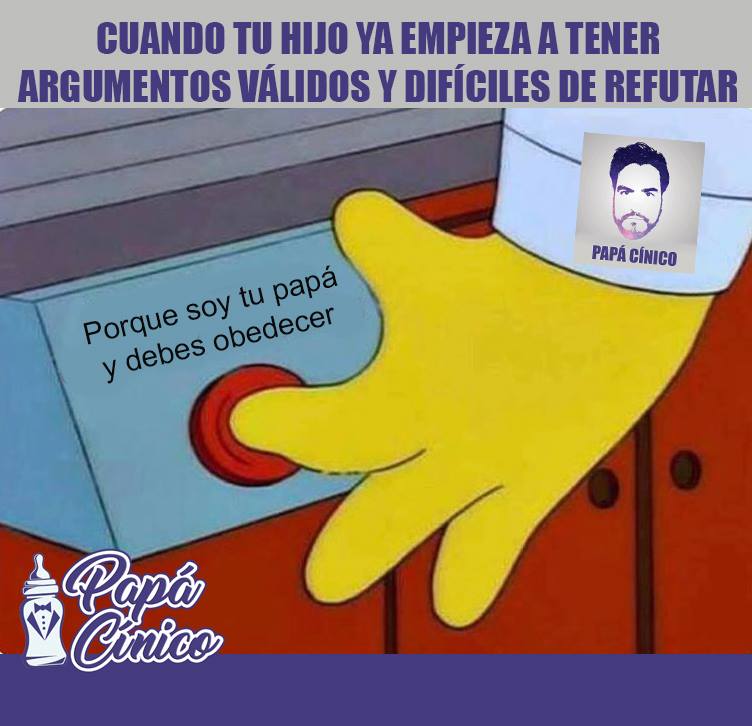 CUANDO TU HIJO YA EMPIEZA A TENER
ARGUMENTOS VÁLIDOS Y DIFÍCILES DE REFUTAR
PAPÁ CÍNICO
Porque soy tu papá
y debes obedecer
Papá
Cínico